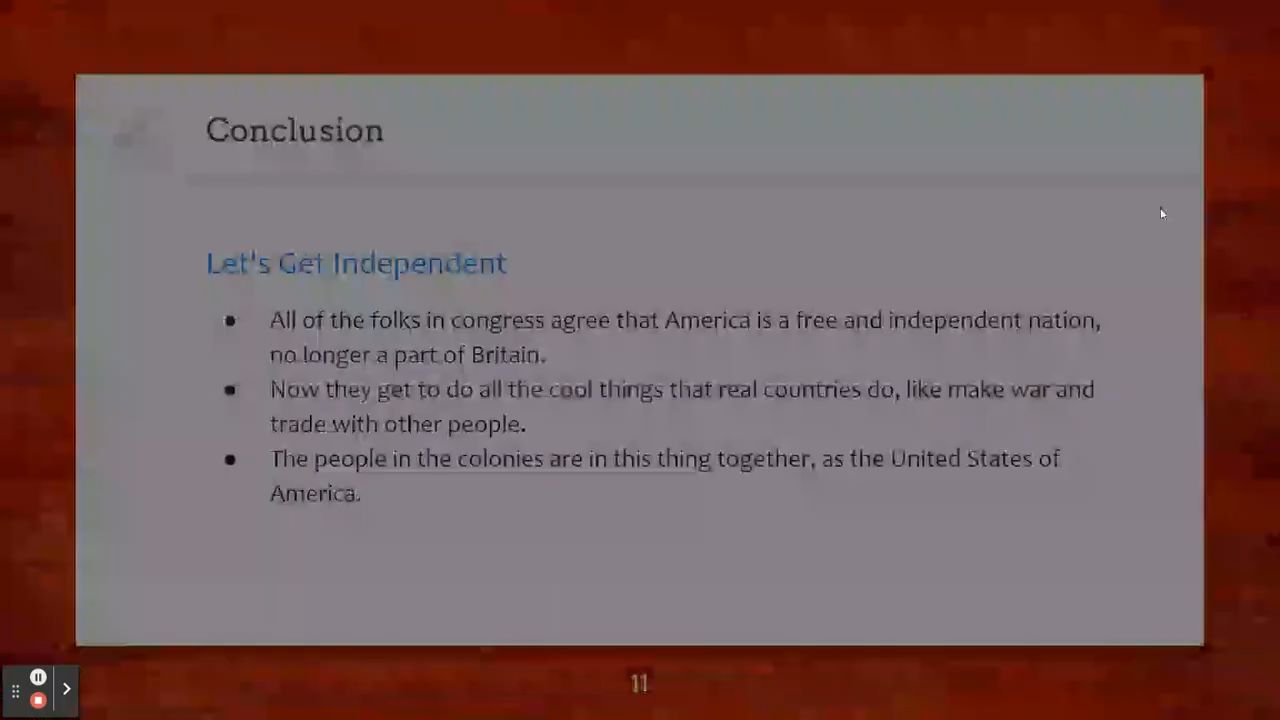 Conclusion
Let's Get Independent
● All of the folks in congress agree that America is a free and independent nation,
no longer a part of Britain.
● Now they get to do all the cool things that real countries do, like make war and
trade with other people.
● The people in the colonies are in this thing together, as the United States of
America.
11